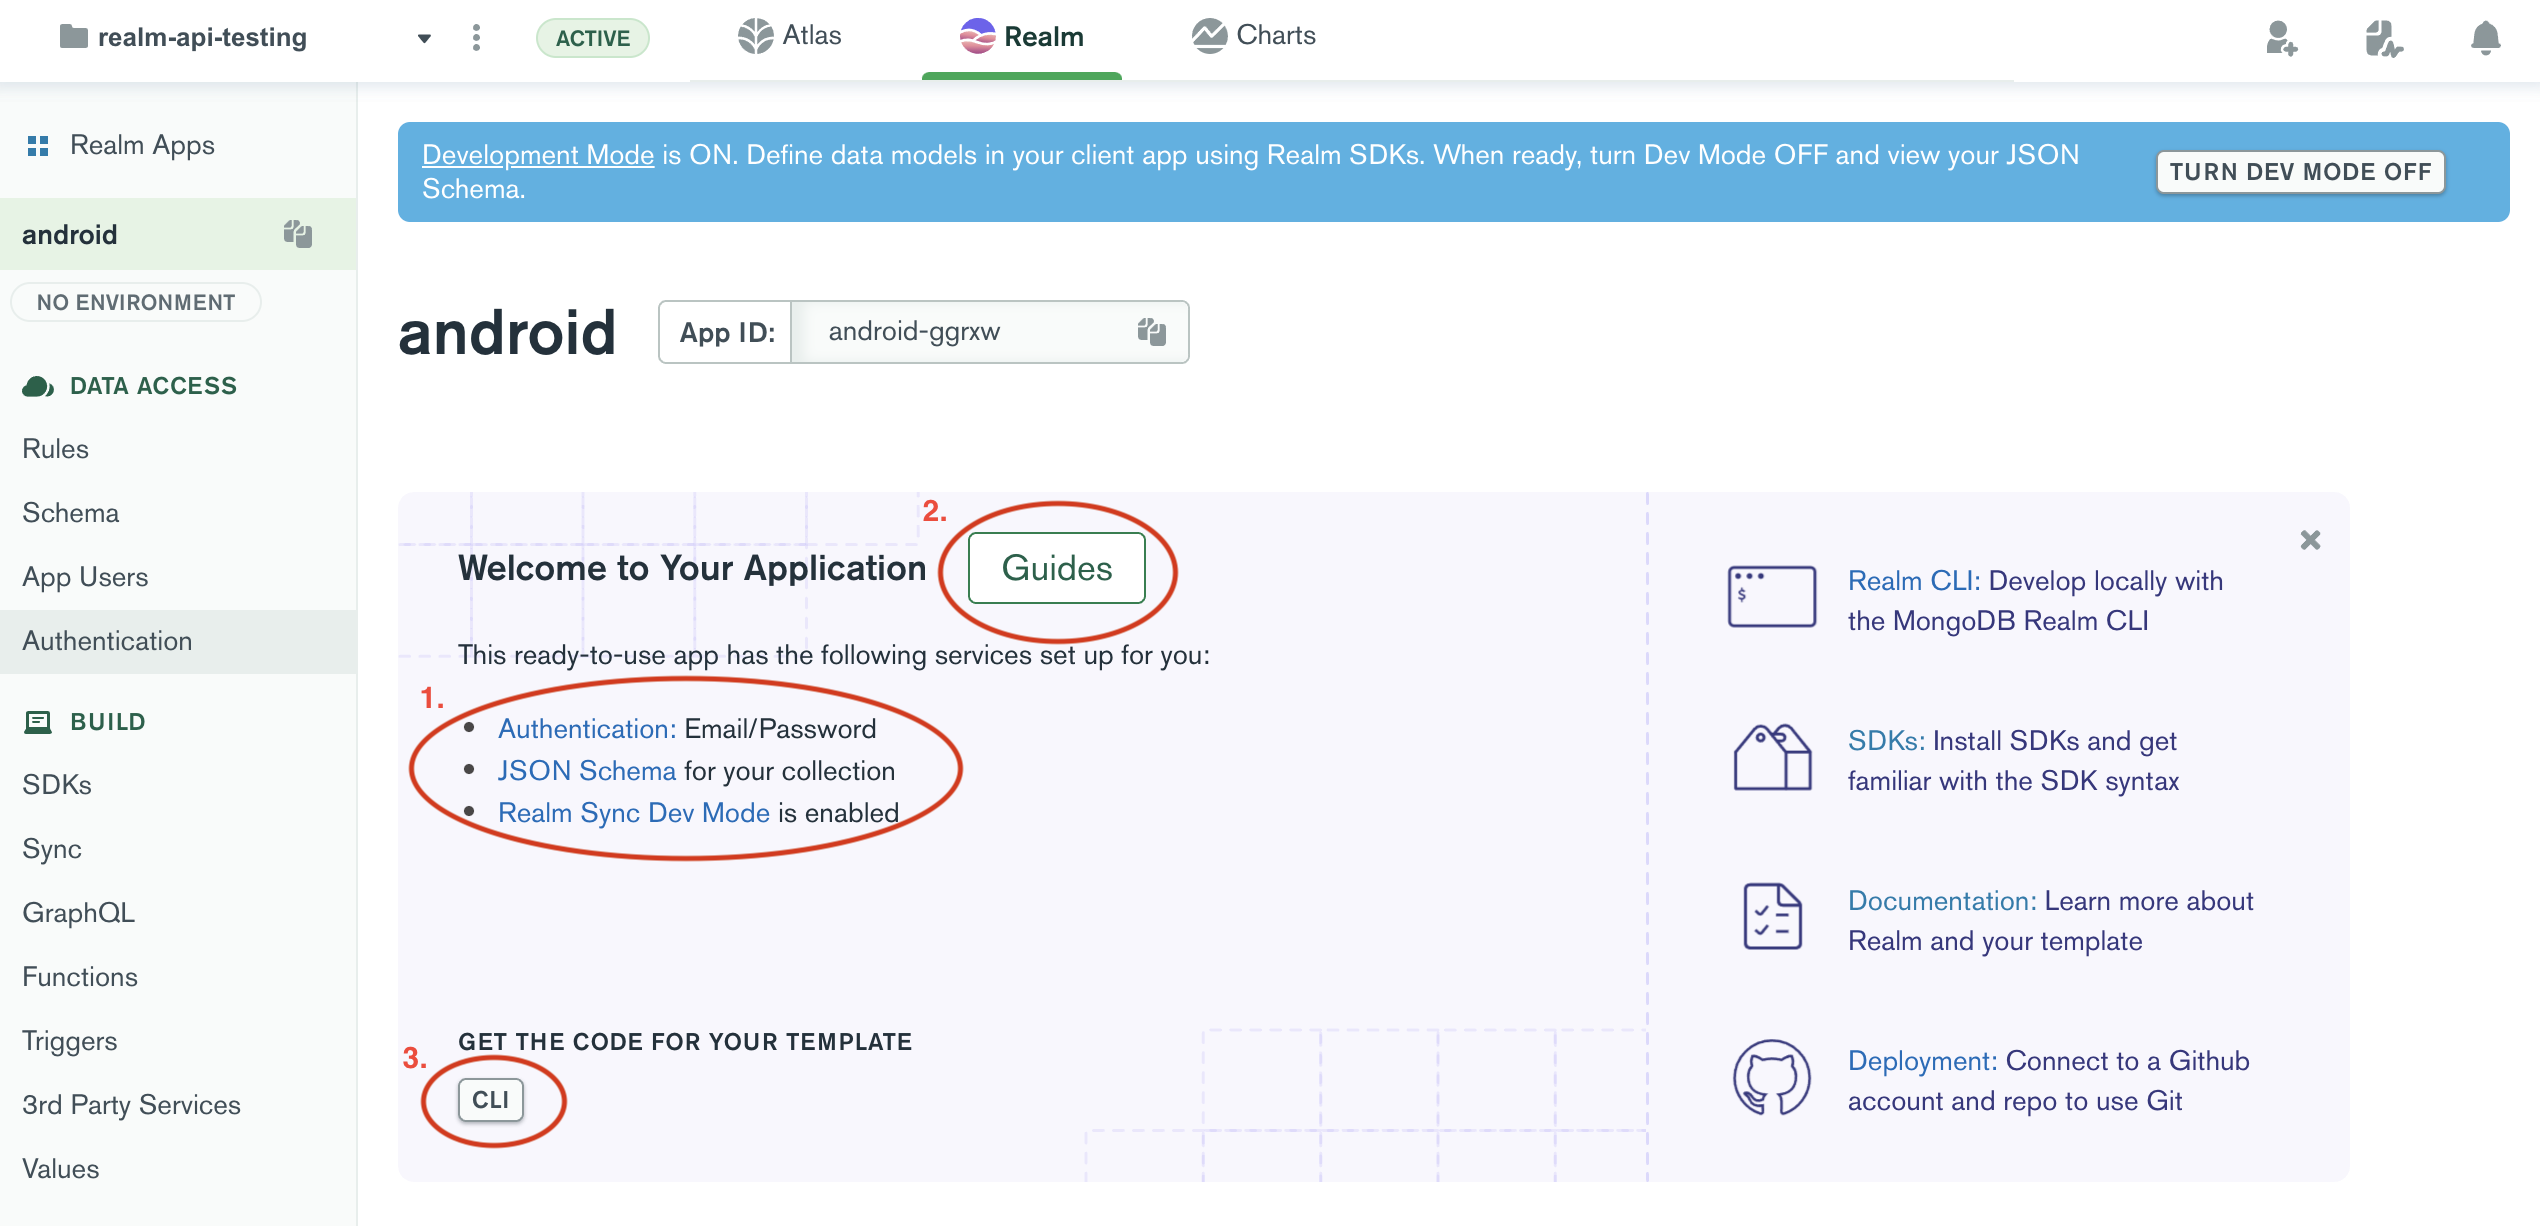 realm-api-testing
ACTIVE
Atlas
Realm
Charts
Realm Apps
android
NO ENVIRONMENT
DATA ACCESS
Rules
Schema
App Users
Authentication
BUILD
SDKs
Sync
GraphQL
Functions
Triggers
3rd Party Services
Values
Development Mode is ON. Define data models in your client app using Realm SDKs. When ready, turn Dev Mode OFF and view your JSON
Schema.
TURN DEV MODE OFF
android
App ID:
android-ggrxw
2.
Welcome to Your Application
Guides
This ready-to-use app has the following services set up for you:
1.
• Authentication: Email/Password
• JSON Schema for your collection
• Realm Sync Dev Mode is enabled
GET THE CODE FOR YOUR TEMPLATE
3.
CLI
$
Realm CLI: Develop locally with
the MongoDB Realm CLI
SDKs: Install SDKs and get
familiar with the SDK syntax
Documentation: Learn more about
Realm and your template
Deployment: Connect to a Github
account and repo to use Git